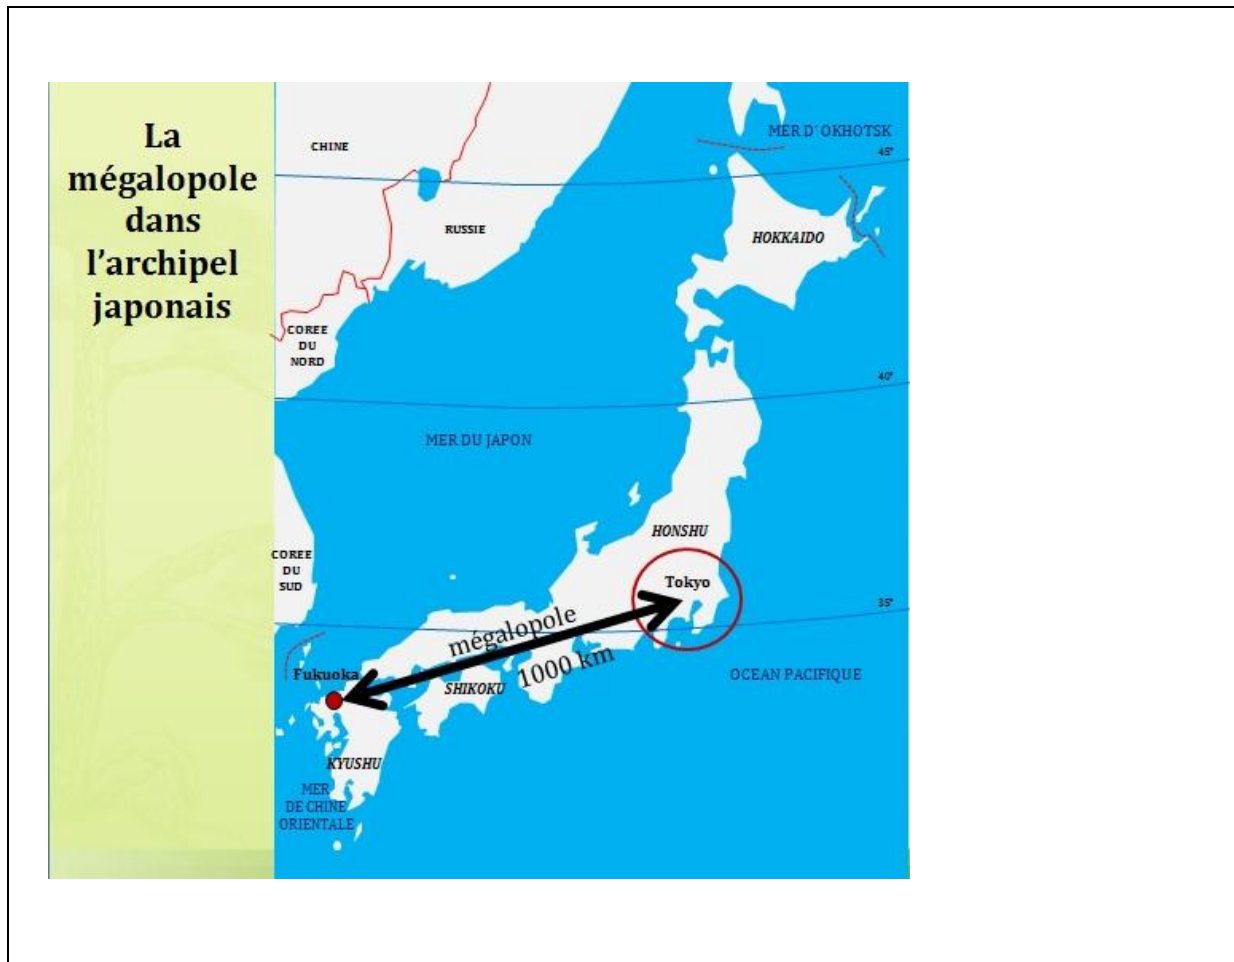 La
mégalopole
dans
l'archipel
japonais
CHINE
MER D'OKHOTSK
45°
RUSSIE
HOKKAIDO
COREE
DU
NORD
40°
MER DU JAPON
HONSHU
COREE
DU
SUD
Tokyo
35°
mégalopole
1000 km
Fukuoka
SHIKOKU
OCEAN PACIFIQUE
KYUSHU
MER
DE CHINE
ORIENTALE